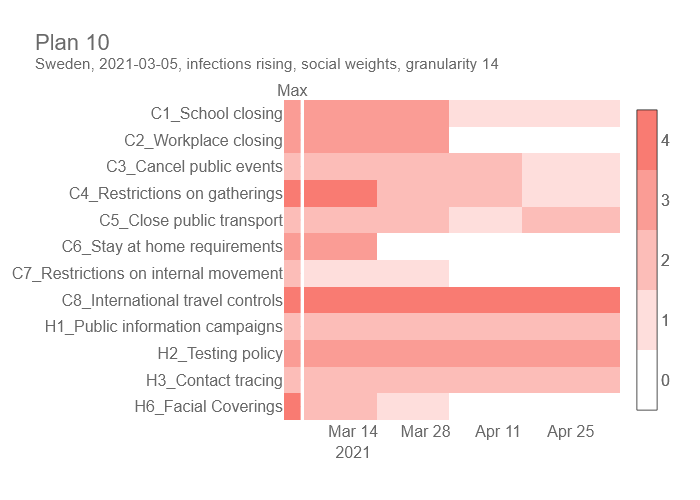 Plan 10
Sweden, 2021-03-05, infections rising, social weights, granularity 14
Max
C1_School closing
C2_Workplace closing
C3_Cancel public events
C4_Restrictions on gatherings
C5_Close public transport
C6_Stay at home requirements
C7_Restrictions on internal movement
C8_International travel controls
H1_Public information campaigns
H2_Testing policy
H3_Contact tracing
H6_Facial Coverings
Mar 14 Mar 28 Apr 11 Apr 25
2021
4
3
2
1
0